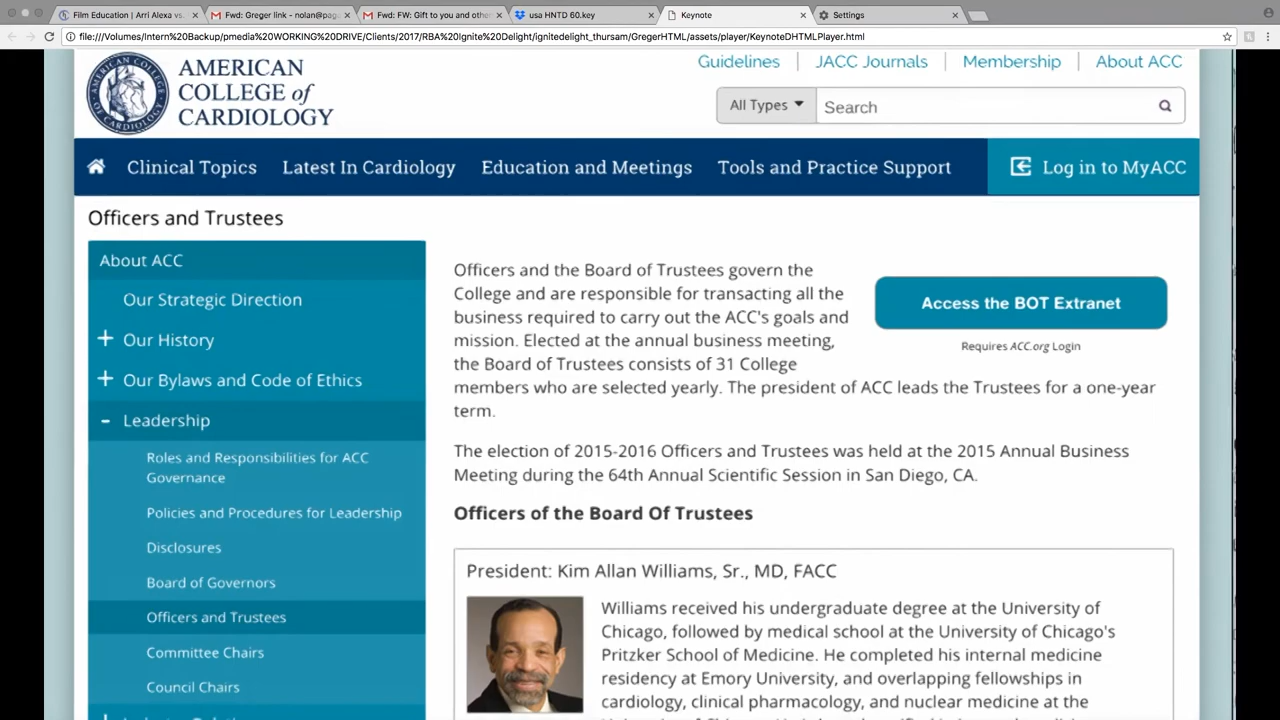 Film Education | Arri Alexa vs.
Fwd: Greger link - nolan@pag
Fwd: FW: Gift to you and othe
usa HNTD 60.key
Keynote
Settings
file:///Volumes/Intern%20Backup/pmedia%20WORKING%20DRIVE/Clients/2017/RBA%20Ignite%20Delight/ignitedelight_thursam/GregerHTML/assets/player/KeynoteDHTMLPlayer.html
AMERICAN
COLLEGE of
CARDIOLOGY
Guidelines | JACC Journals | Membership | About ACC
All Types
Search
Clinical Topics
Latest In Cardiology
Education and Meetings
Tools and Practice Support
Log in to MyACC
Officers and Trustees
About ACC
Our Strategic Direction
+ Our History
+ Our Bylaws and Code of Ethics
- Leadership
Roles and Responsibilities for ACC
Governance
Policies and Procedures for Leadership
Disclosures
Board of Governors
Officers and Trustees
Committee Chairs
Council Chairs
Officers and the Board of Trustees govern the
College and are responsible for transacting all the
business required to carry out the ACC's goals and
mission. Elected at the annual business meeting,
the Board of Trustees consists of 31 College
members who are selected yearly. The president of ACC leads the Trustees for a one-year
term.
Access the BOT Extranet
Requires ACC.org Login
The election of 2015-2016 Officers and Trustees was held at the 2015 Annual Business
Meeting during the 64th Annual Scientific Session in San Diego, CA.
Officers of the Board Of Trustees
President: Kim Allan Williams, Sr., MD, FACC
Williams received his undergraduate degree at the University of
Chicago, followed by medical school at the University of Chicago's
Pritzker School of Medicine. He completed his internal medicine
residency at Emory University, and overlapping fellowships in
cardiology, clinical pharmacology, and nuclear medicine at the